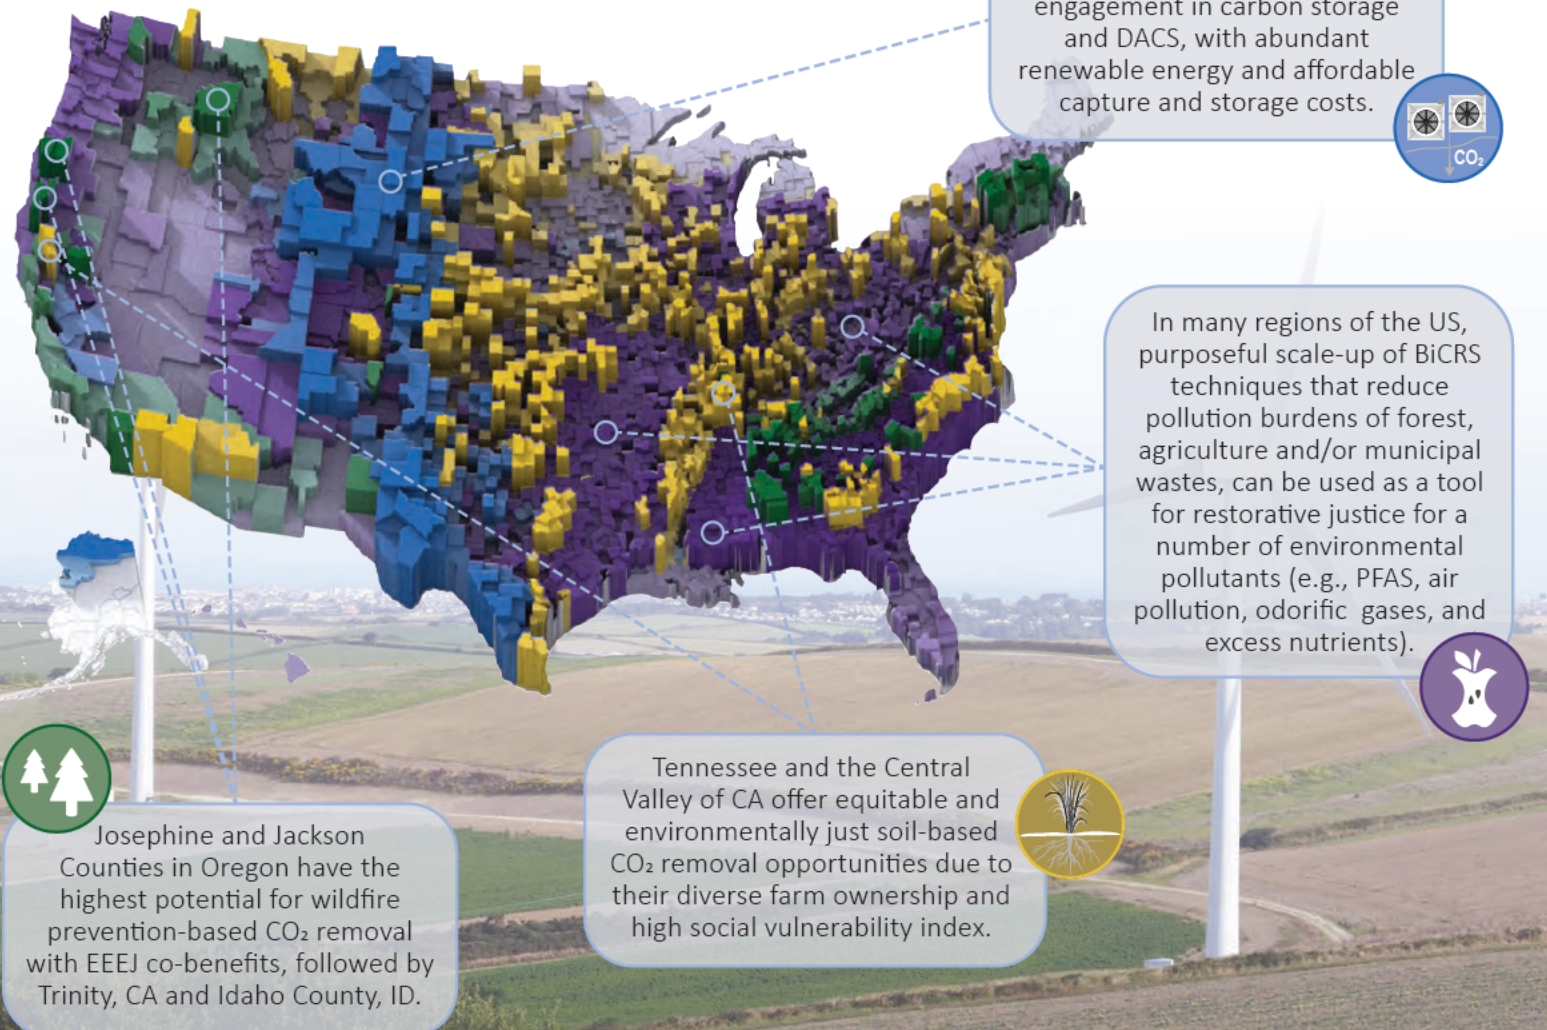 engagement in carbon storage
and DACS, with abundant
renewable energy and affordable
capture and storage costs.
CO₂
In many regions of the US,
purposeful scale-up of BiCRS
techniques that reduce
pollution burdens of forest,
agriculture and/or municipal
wastes, can be used as a tool
for restorative justice for a
number of environmental
pollutants (e.g., PFAS, air
pollution, odorific gases, and
excess nutrients).
Tennessee and the Central
Valley of CA offer equitable and
environmentally just soil-based
CO₂ removal opportunities due to
their diverse farm ownership and
high social vulnerability index.
Josephine and Jackson
Counties in Oregon have the
highest potential for wildfire
prevention-based CO₂ removal
with EEEJ co-benefits, followed by
Trinity, CA and Idaho County, ID.